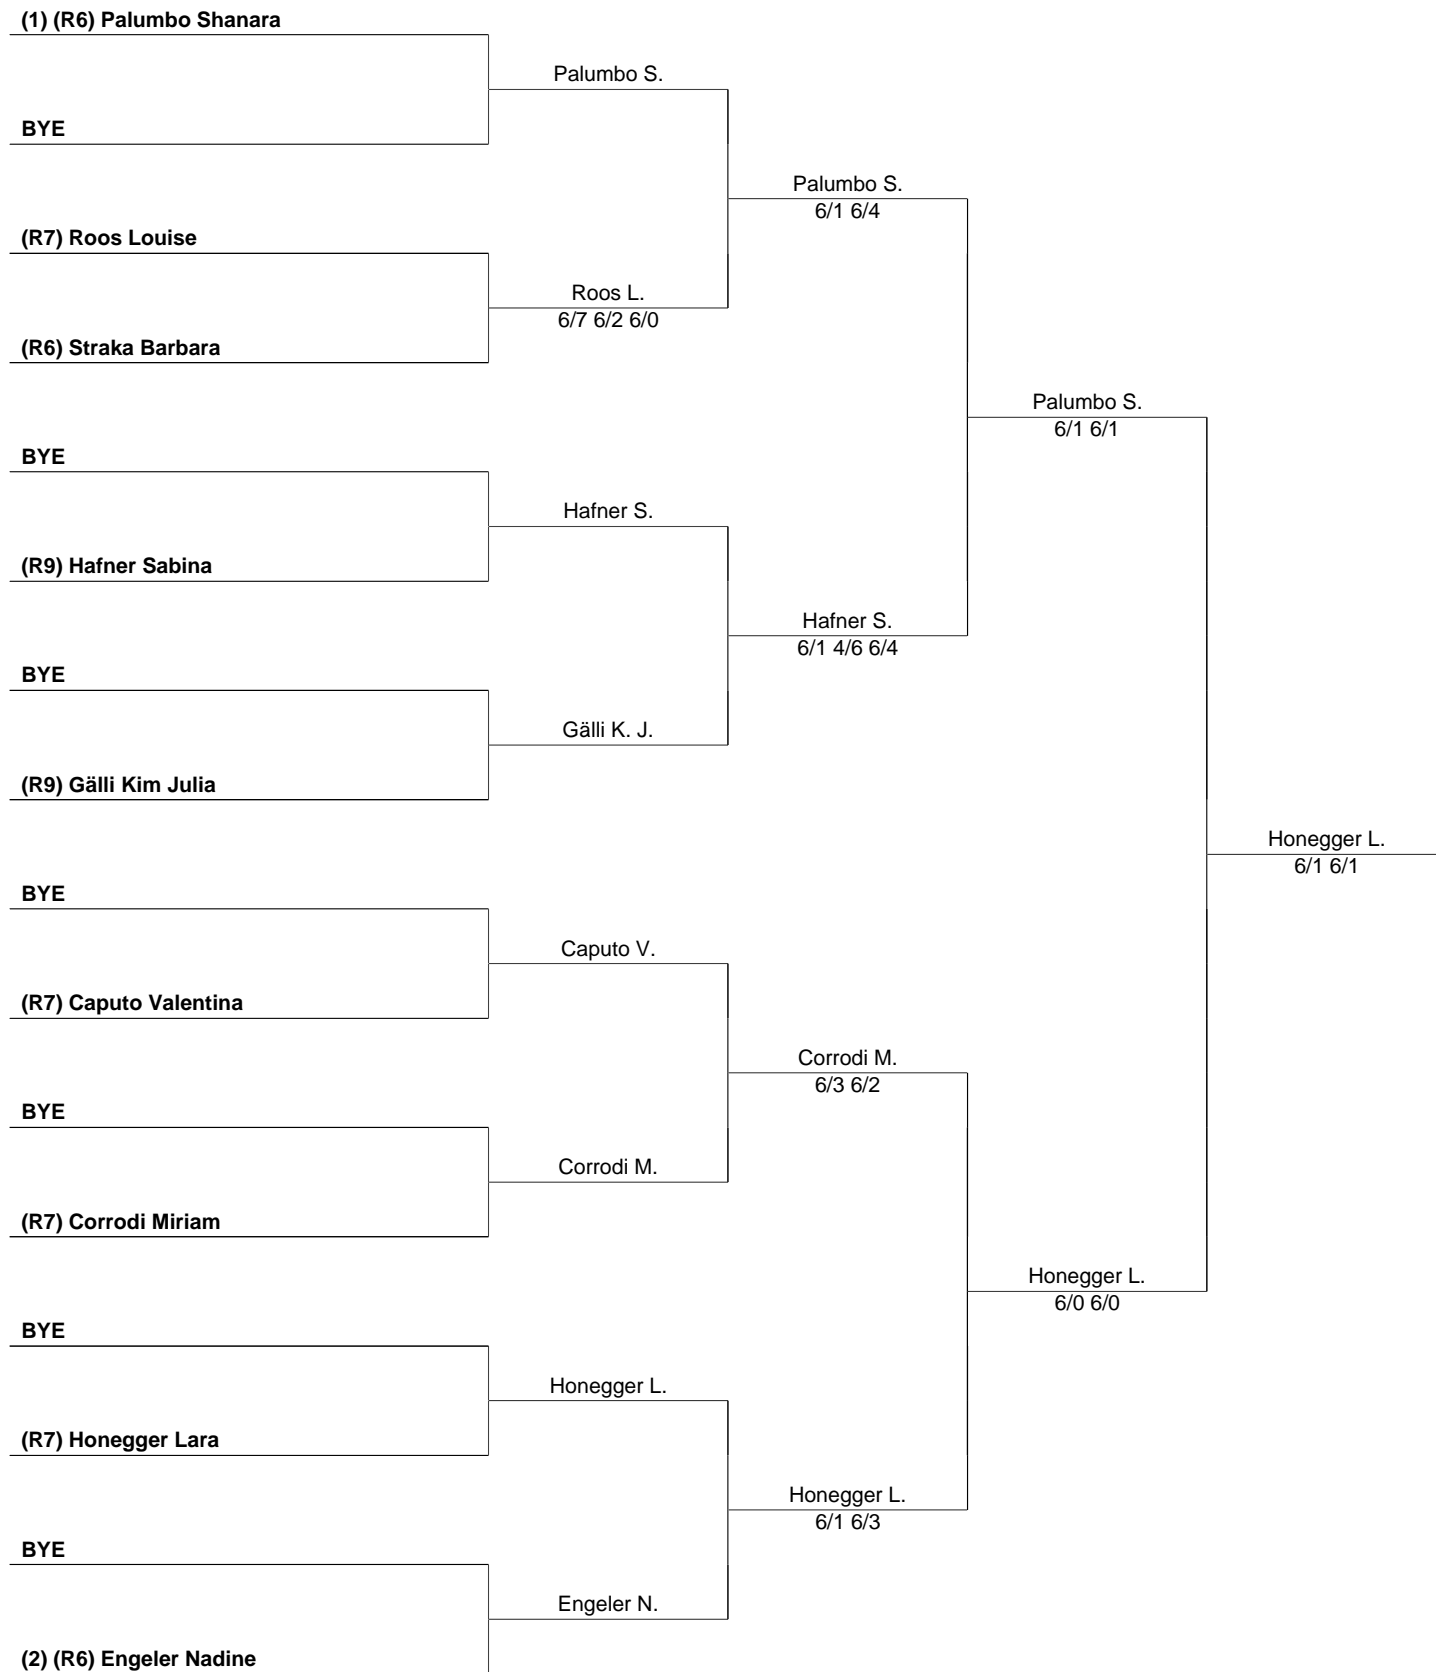 (1) (R6) Palumbo Shanara
Palumbo S.
BYE
Palumbo S.
6/1 6/4
(R7) Roos Louise
Roos L.
6/7 6/2 6/0
(R6) Straka Barbara
Palumbo S.
6/1 6/1
BYE
Hafner S.
(R9) Hafner Sabina
Hafner S.
6/1 4/6 6/4
BYE
Gälli K. J.
(R9) Gälli Kim Julia
Honegger L.
6/1 6/1
BYE
Caputo V.
(R7) Caputo Valentina
Corrodi M.
6/3 6/2
BYE
Corrodi M.
(R7) Corrodi Miriam
Honegger L.
6/0 6/0
BYE
Honegger L.
(R7) Honegger Lara
Honegger L.
6/1 6/3
BYE
Engeler N.
(2) (R6) Engeler Nadine